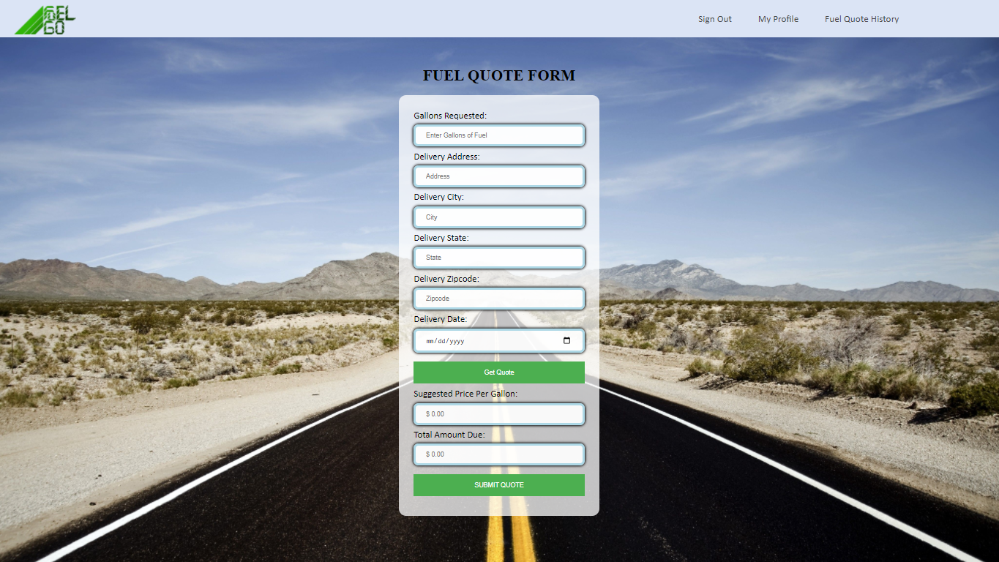 FUEL GO
Sign Out
My Profile
Fuel Quote History
FUEL QUOTE FORM
Gallons Requested:
Enter Gallons of Fuel
Delivery Address:
Address
Delivery City:
City
Delivery State:
State
Delivery Zipcode:
Zipcode
Delivery Date:
mm/dd/yyyy
Get Quote
Suggested Price Per Gallon:
$ 0.00
Total Amount Due:
$ 0.00
SUBMIT QUOTE